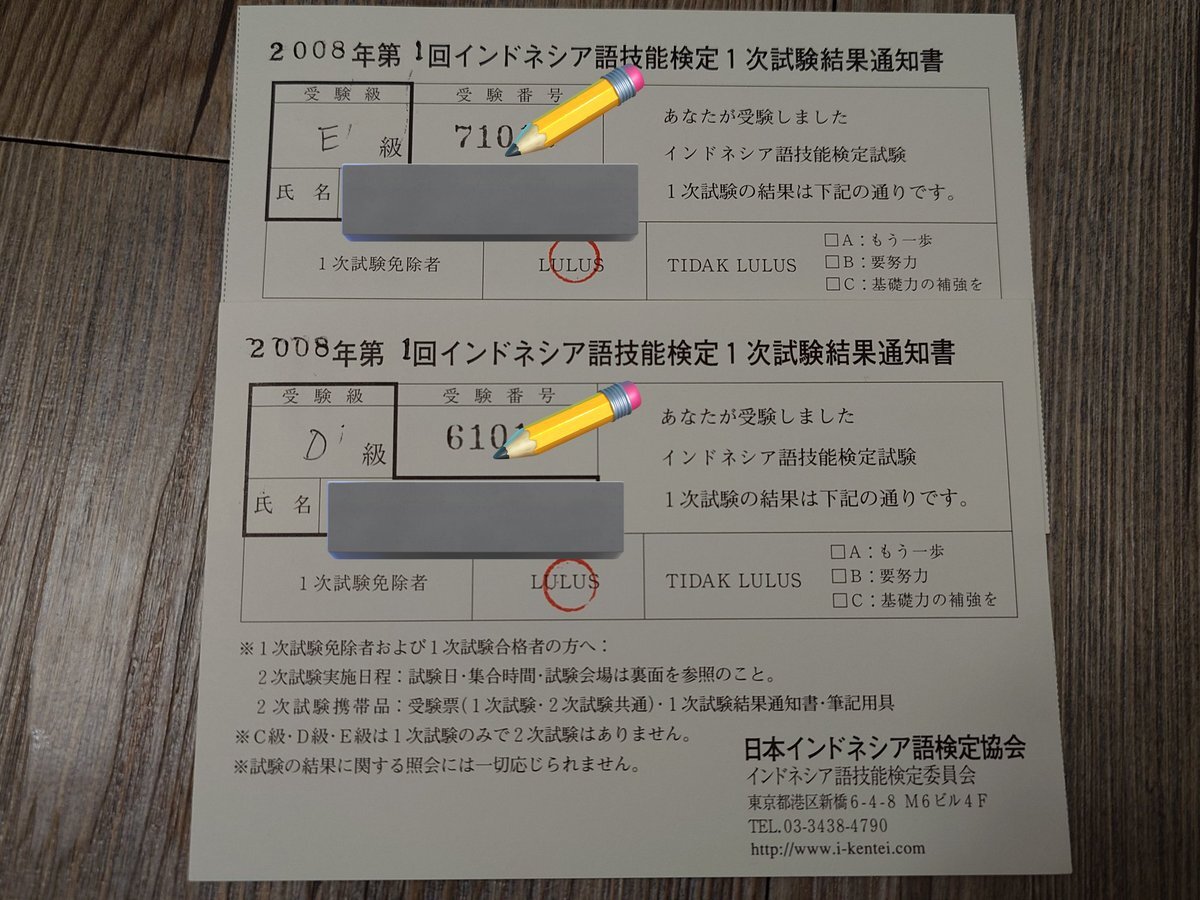 2008年第1回インドネシア語技能検定1次試験結果通知書
受験級
受験番号
E'級
710
氏名
あなたが受験しました
インドネシア語技能検定試験
1次試験の結果は下記の通りです。
1次試験免除者
LULUS
TIDAK LULUS
□A:もう一歩
□B:要努力
□C:基礎力の補強を
2008年第1回インドネシア語技能検定1次試験結果通知書
受験級
受験番号
D'級
610
氏名
あなたが受験しました
インドネシア語技能検定試験
1次試験の結果は下記の通りです。
1次試験免除者
LULUS
TIDAK LULUS
□A:もう一歩
□B:要努力
□C:基礎力の補強を
※1次試験免除者および1次試験合格者の方へ:
2次試験実施日程:試験日・集合時間・試験会場は裏面を参照のこと。
2次試験携帯品:受験票(1次試験・2次試験共通)・1次試験結果通知書・筆記用具
※C級・D級・E級は1次試験のみで2次試験はありません。
※試験の結果に関する照会には一切応じられません。
日本インドネシア語検定協会
インドネシア語技能検定委員会
東京都港区新橋6-4-8 M6ビル4F
TEL.03-3438-4790
http://www.i-kentei.com